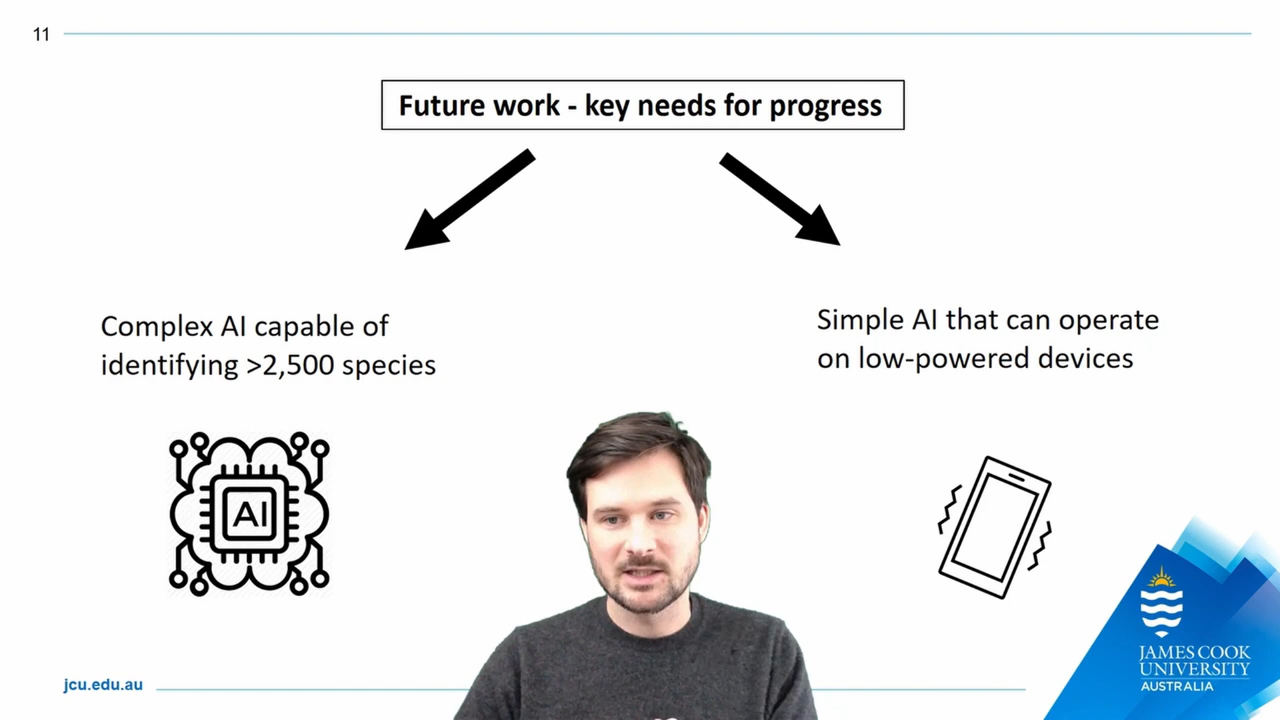 11
Future work - key needs for progress
Complex AI capable of
identifying >2,500 species
Simple AI that can operate
on low-powered devices
AI
JAMES COOK
UNIVERSITY
AUSTRALIA
jcu.edu.au